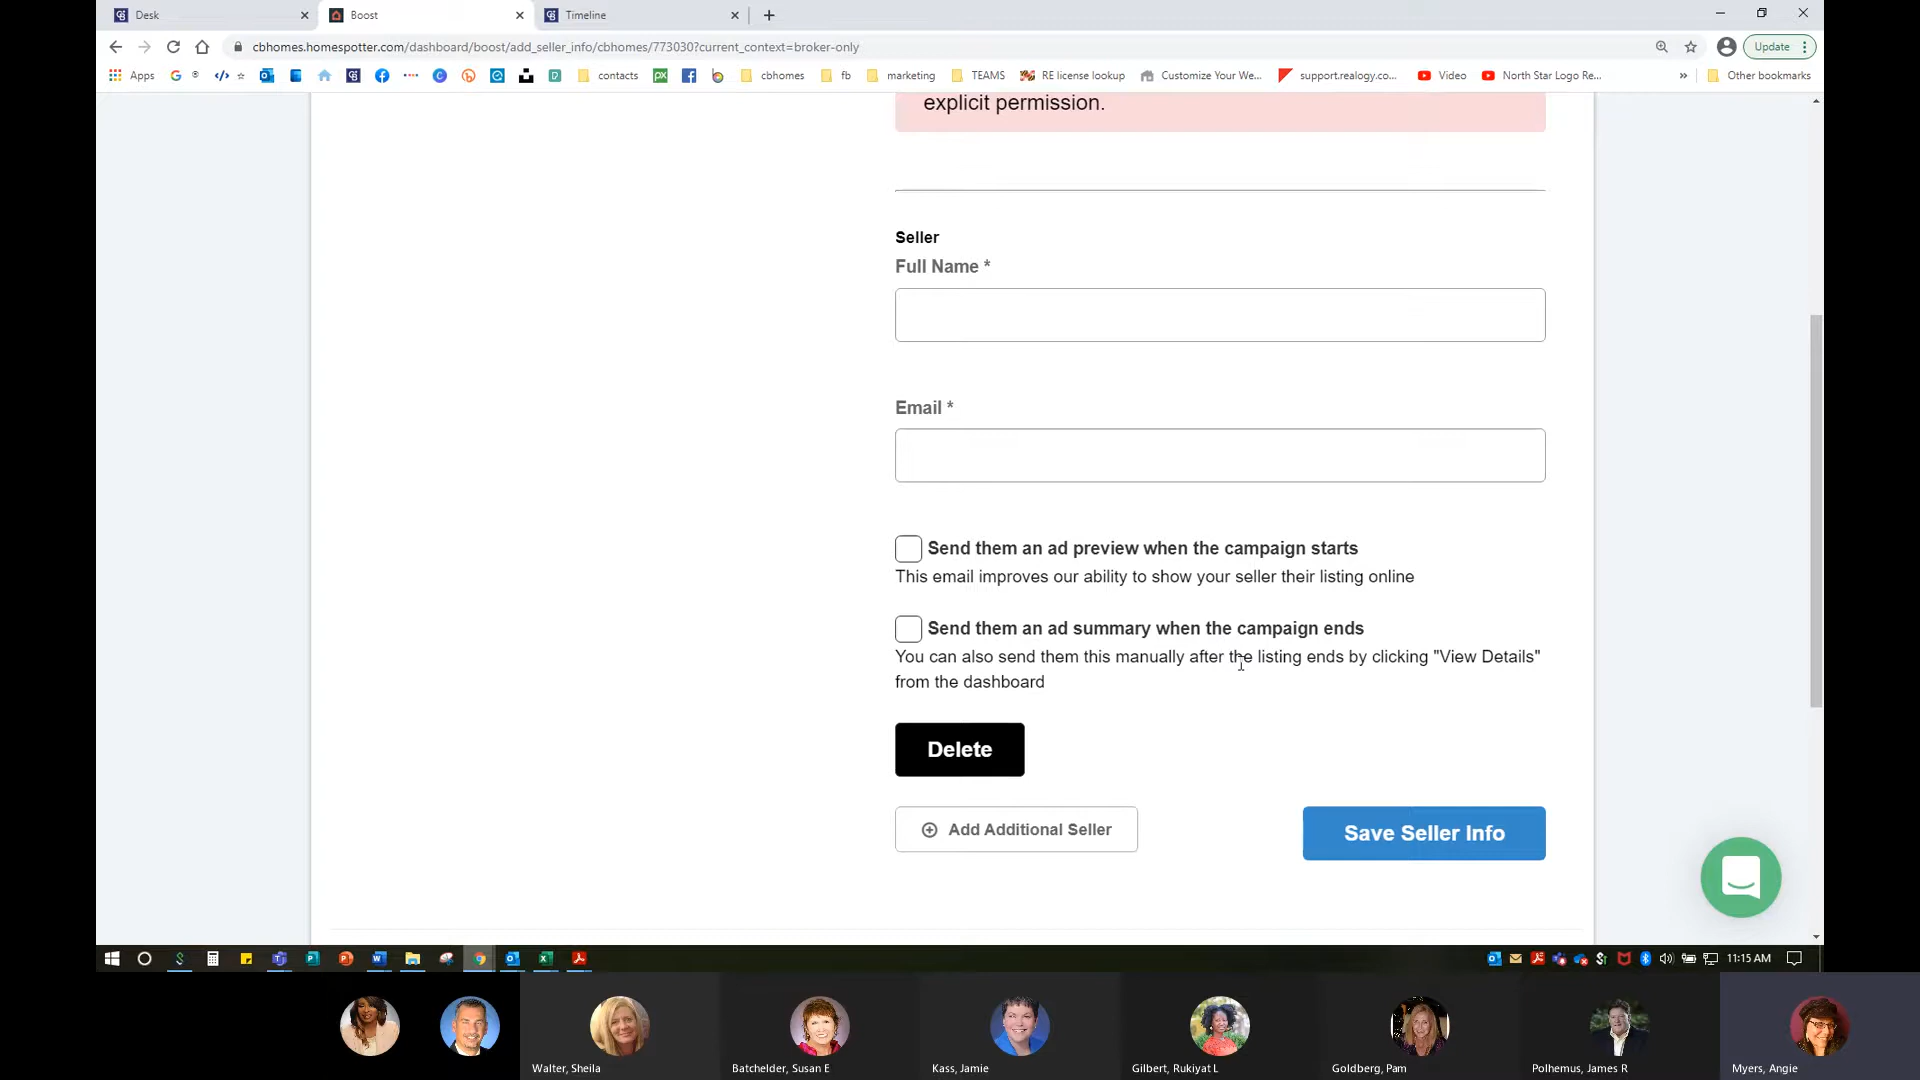 Desk
Boost
Timeline
cbhomes.homespotter.com/dashboard/boost/add_seller_info/cbhomes/773030?current_context=broker-only
Update
Apps
contacts
cbhomes
fb
marketing
TEAMS
RE license lookup
Customize Your We...
support.realogy.co...
Video
North Star Logo Re...
»
Other bookmarks
explicit permission.
Seller
Full Name *
Email *
Send them an ad preview when the campaign starts
This email improves our ability to show your seller their listing online
Send them an ad summary when the campaign ends
You can also send them this manually after the listing ends by clicking "View Details"
from the dashboard
Delete
Add Additional Seller
Save Seller Info
11:15 AM
Walter, Sheila
Batchelder, Susan E
Kass, Jamie
Gilbert, Rukiyat L
Goldberg, Pam
Polhemus, James R
Myers, Angie